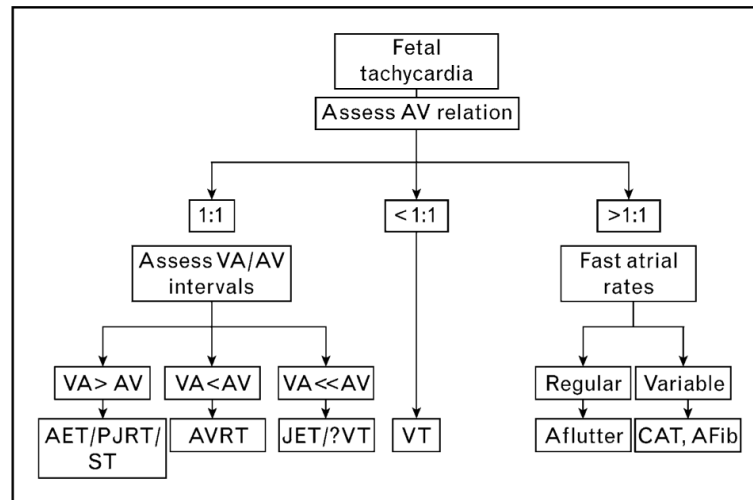 Fetal
tachycardia
Assess AV relation
1:1
< 1:1
>1:1
Assess VA/AV
intervals
Fast atrial
rates
VA> AV
VA<AV
VA<<AV
Regular
Variable
AET/PJRT/
ST
AVRT
JET/?VT
VT
Aflutter
CAT, AFib